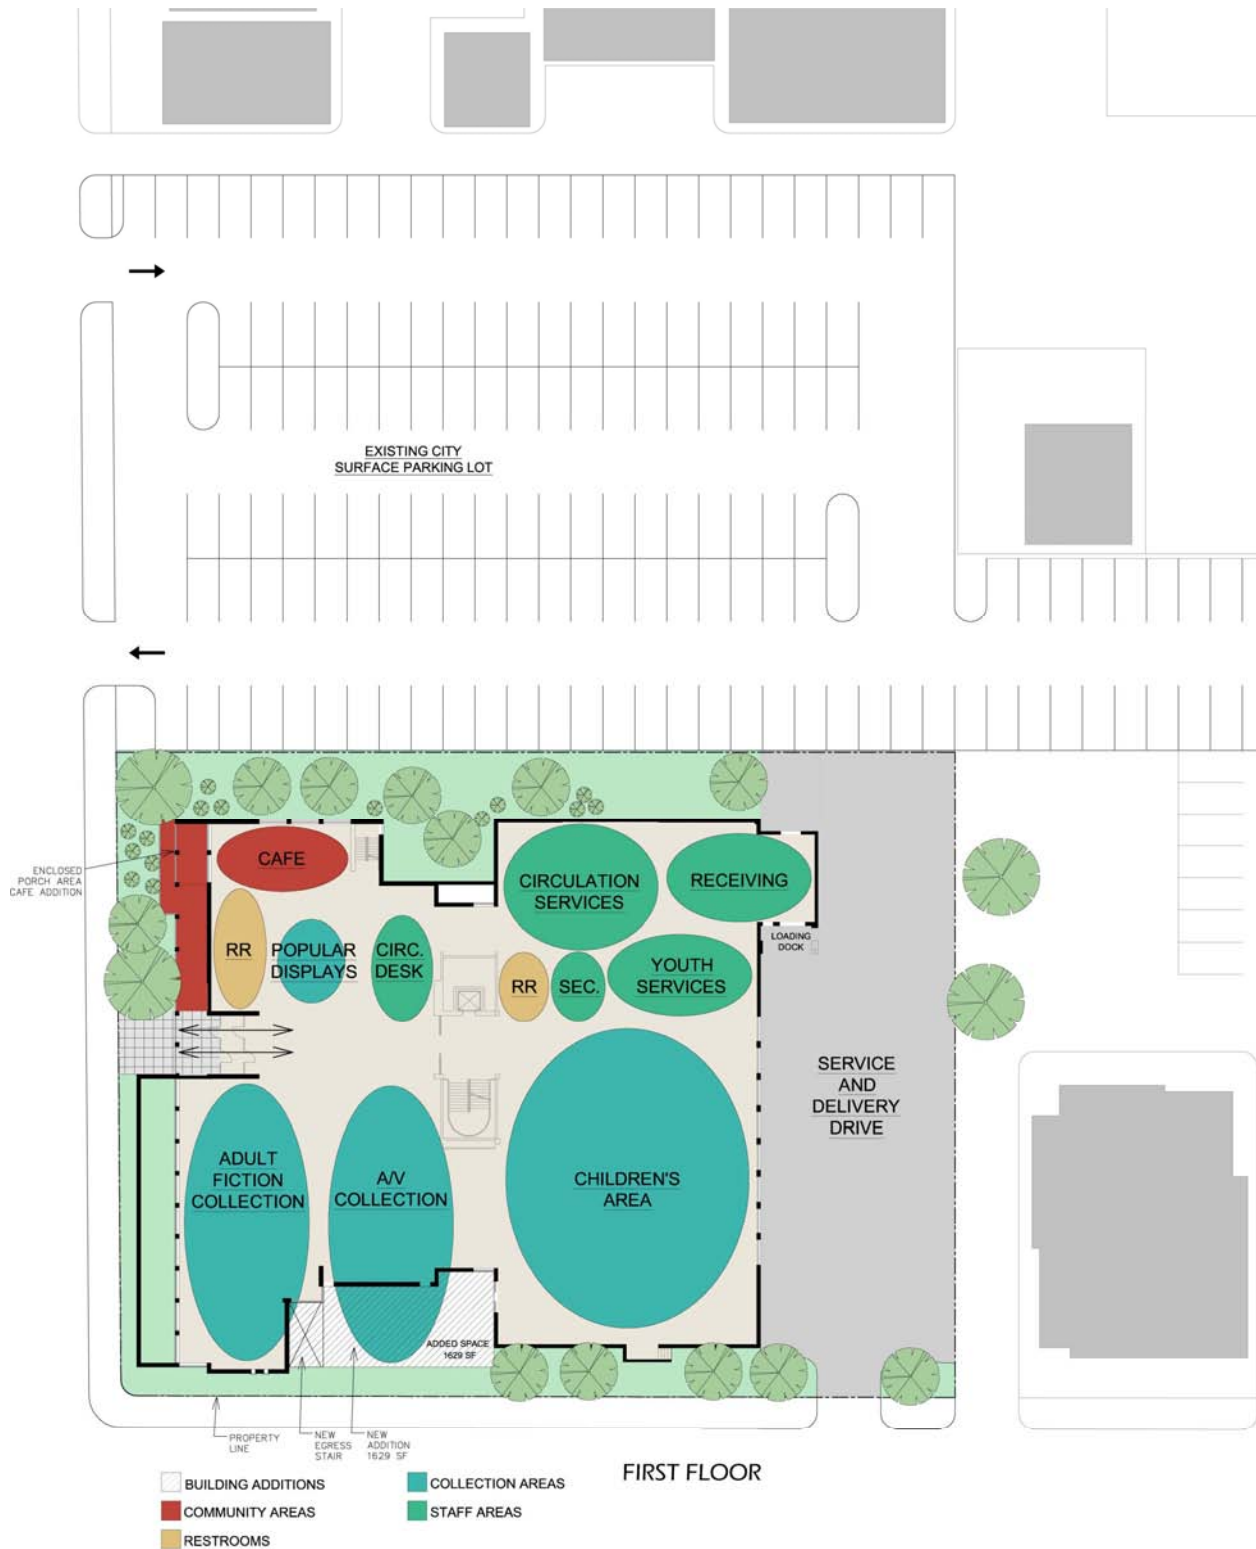 EXISTING CITY
SURFACE PARKING LOT
ENCLOSED
PORCH AREA
CAFE ADDITION
CAFE
CIRCULATION
SERVICES
RECEIVING
LOADING
DOCK
RR
POPULAR
DISPLAYS
CIRC.
DESK
RR
SEC.
YOUTH
SERVICES
SERVICE
AND
DELIVERY
DRIVE
ADULT
FICTION
COLLECTION
A/V
COLLECTION
CHILDREN'S
AREA
ADDED SPACE
1629 SF
PROPERTY
LINE
NEW
EGRESS
STAIR
NEW
ADDITION
1629 SF
FIRST FLOOR
BUILDING ADDITIONS
COMMUNITY AREAS
RESTROOMS
COLLECTION AREAS
STAFF AREAS